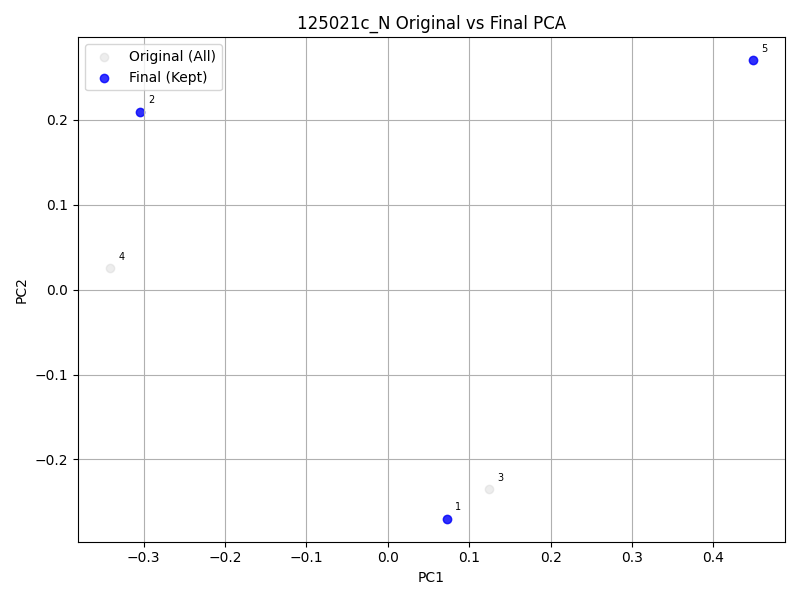 125021c_N Original vs Final PCA
Original (All)
Final (Kept)
5
2
4
3
1
0.2
0.1
0.0
−0.1
−0.2
PC2
−0.3 −0.2 −0.1 0.0 0.1 0.2 0.3 0.4
PC1